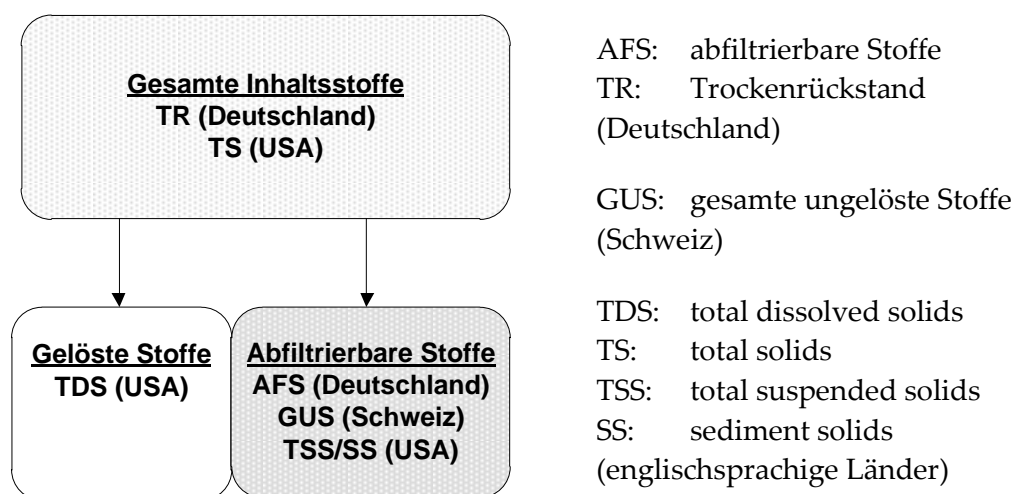 Gesamte Inhaltsstoffe
TR (Deutschland)
TS (USA)
Gelöste Stoffe
TDS (USA)
Abfiltrierbare Stoffe
AFS (Deutschland)
GUS (Schweiz)
TSS/SS (USA)
AFS: abfiltrierbare Stoffe
TR: Trockenrückstand
(Deutschland)
GUS: gesamte ungelöste Stoffe
(Schweiz)
TDS: total dissolved solids
TS: total solids
TSS: total suspended solids
SS: sediment solids
(englischsprachige Länder)